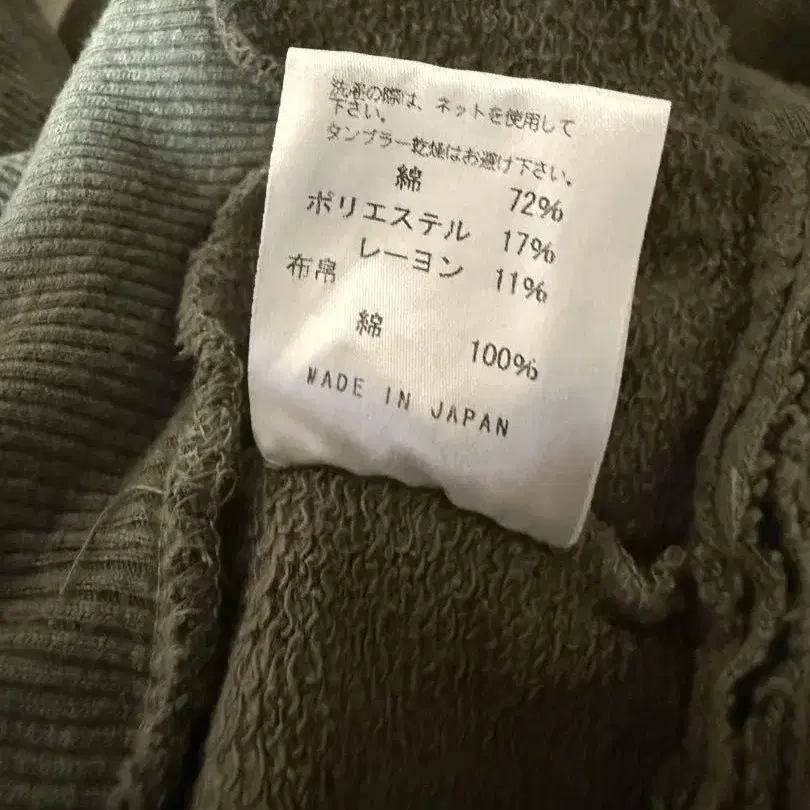 洗濯の際は、ネットを使用して
下さい。
タンブラー乾燥はお避け下さい。
綿 72%
ポリエステル 17%
レーヨン 11%
布帛
綿 100%
MADE IN JAPAN